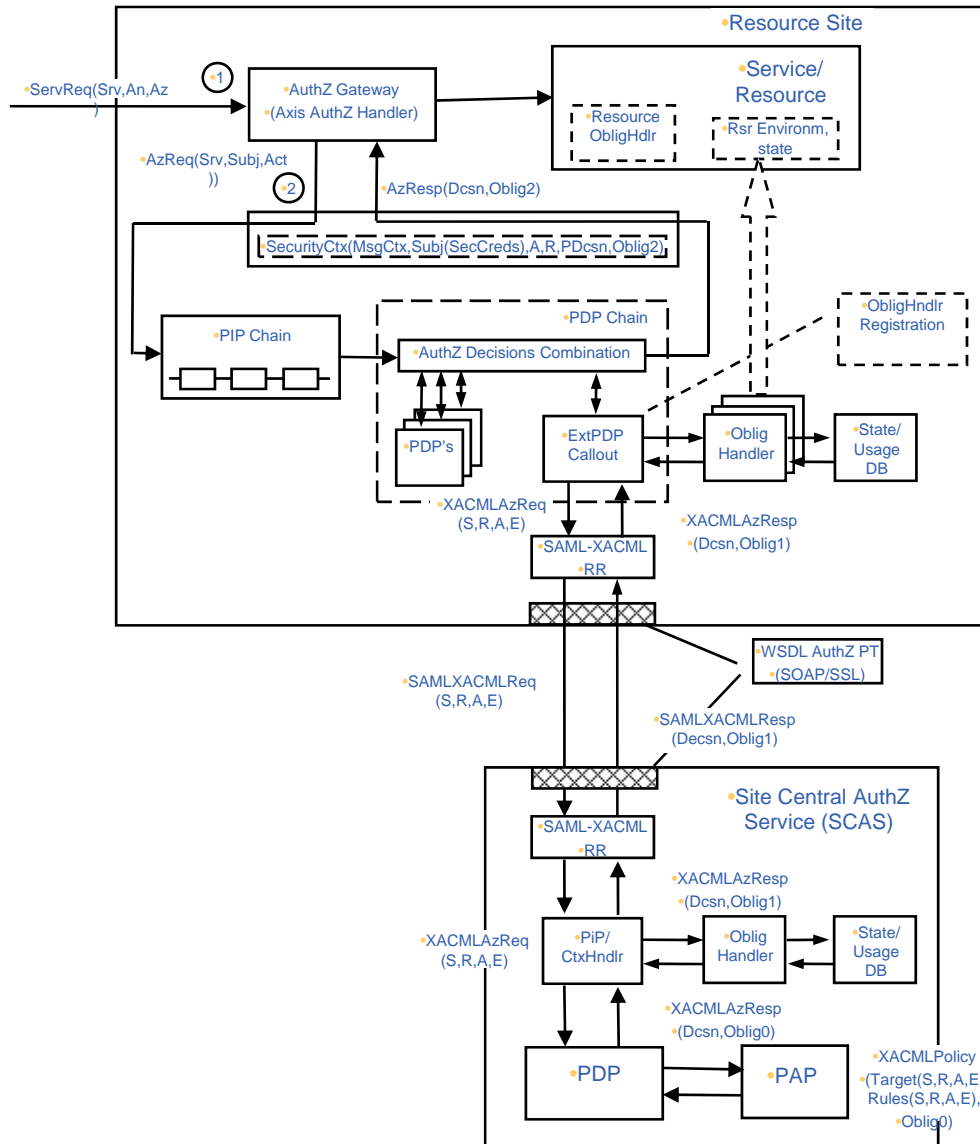 •Resource Site
•ServReq(Srv,An,Az
)
•1
•AuthZ Gateway
•(Axis AuthZ Handler)
•Service/
Resource
•Resource
ObligHdlr
•Rsr Environm,
state
•AzReq(Srv,Subj,Act
))
•2
•AzResp(Dcsn,Oblig2)
•SecurityCtx(MsgCtx,Subj(SecCreds),A,R,PDcsn,Oblig2)
•PIP Chain
•PDP Chain
•AuthZ Decisions Combination
•ObligHndlr
Registration
•PDP's
•ExtPDP
Callout
•Oblig
Handler
•State/
Usage
DB
•XACMLAzReq
(S,R,A,E)
•XACMLAzResp
•(Dcsn,Oblig1)
•SAML-XACML
•RR
•WSDL AuthZ PT
•(SOAP/SSL)
•SAMLXACMLReq
(S,R,A,E)
•SAMLXACMLResp
(Decsn,Oblig1)
•Site Central AuthZ
Service (SCAS)
•SAML-XACML
•RR
•XACMLAzResp
•(Dcsn,Oblig1)
•XACMLAzReq
(S,R,A,E)
•PiP/
CtxHndlr
•Oblig
Handler
•State/
Usage
DB
•XACMLAzResp
•(Dcsn,Oblig0)
•PDP
•PAP
•XACMLPolicy
•(Target(S,R,A,E
Rules(S,R,A,E),
•Oblig0)